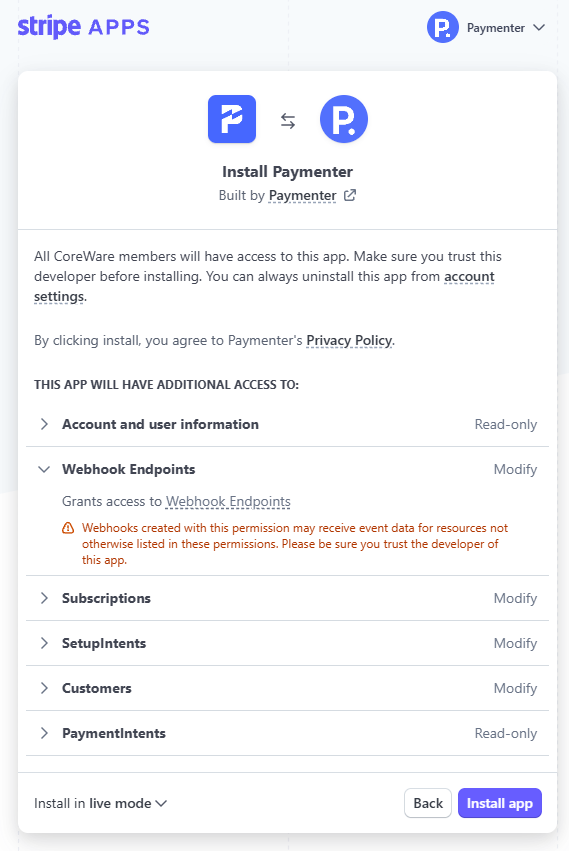 stripe APPS
Paymenter
Install Paymenter
Built by Paymenter
All CoreWare members will have access to this app. Make sure you trust this
developer before installing. You can always uninstall this app from account
settings.
By clicking install, you agree to Paymenter's Privacy Policy.
THIS APP WILL HAVE ADDITIONAL ACCESS TO:
Account and user information Read-only
Webhook Endpoints Modify
Grants access to Webhook Endpoints
Webhooks created with this permission may receive event data for resources not
otherwise listed in these permissions. Please be sure you trust the developer of
this app.
Subscriptions Modify
SetupIntents Modify
Customers Modify
PaymentIntents Read-only
Install in live mode
Back
Install app